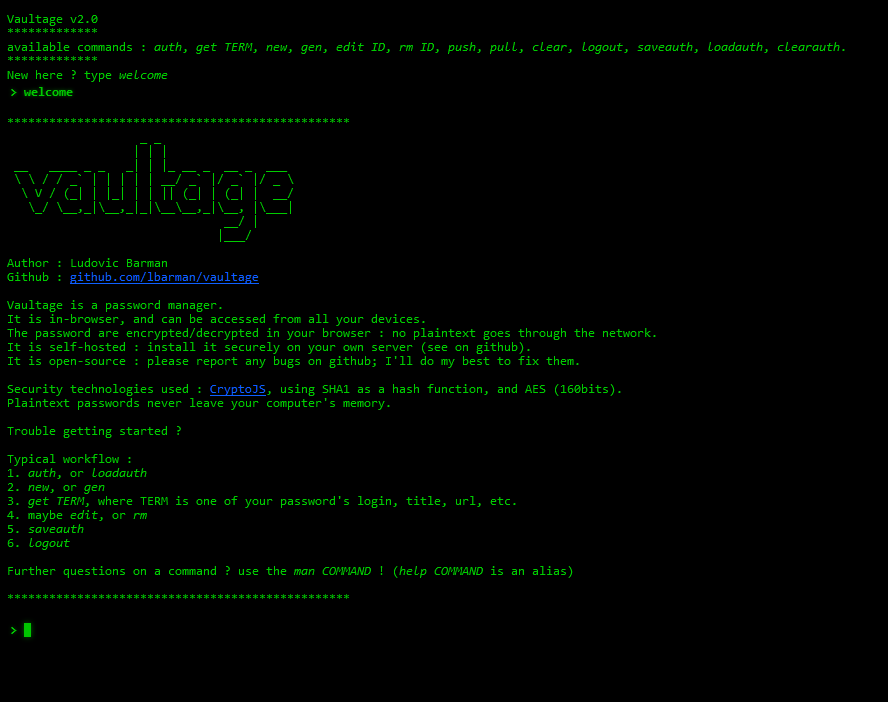 Vaultage v2.0
*************
available commands : auth, get TERM, new, gen, edit ID, rm ID, push, pull, clear, logout, saveauth, loadauth, clearauth.
*************
New here ? type welcome
> welcome
*************************************************
vaultage
Author : Ludovic Barman
Github : github.com/lbarman/vaultage
Vaultage is a password manager.
It is in-browser, and can be accessed from all your devices.
The password are encrypted/decrypted in your browser : no plaintext goes through the network.
It is self-hosted : install it securely on your own server (see on github).
It is open-source : please report any bugs on github; I'll do my best to fix them.
Security technologies used : CryptoJS, using SHA1 as a hash function, and AES (160bits).
Plaintext passwords never leave your computer's memory.
Trouble getting started ?
Typical workflow :
1. auth, or loadauth
2. new, or gen
3. get TERM, where TERM is one of your password's login, title, url, etc.
4. maybe edit, or rm
5. saveauth
6. logout
Further questions on a command ? use the man COMMAND ! (help COMMAND is an alias)
*************************************************
>